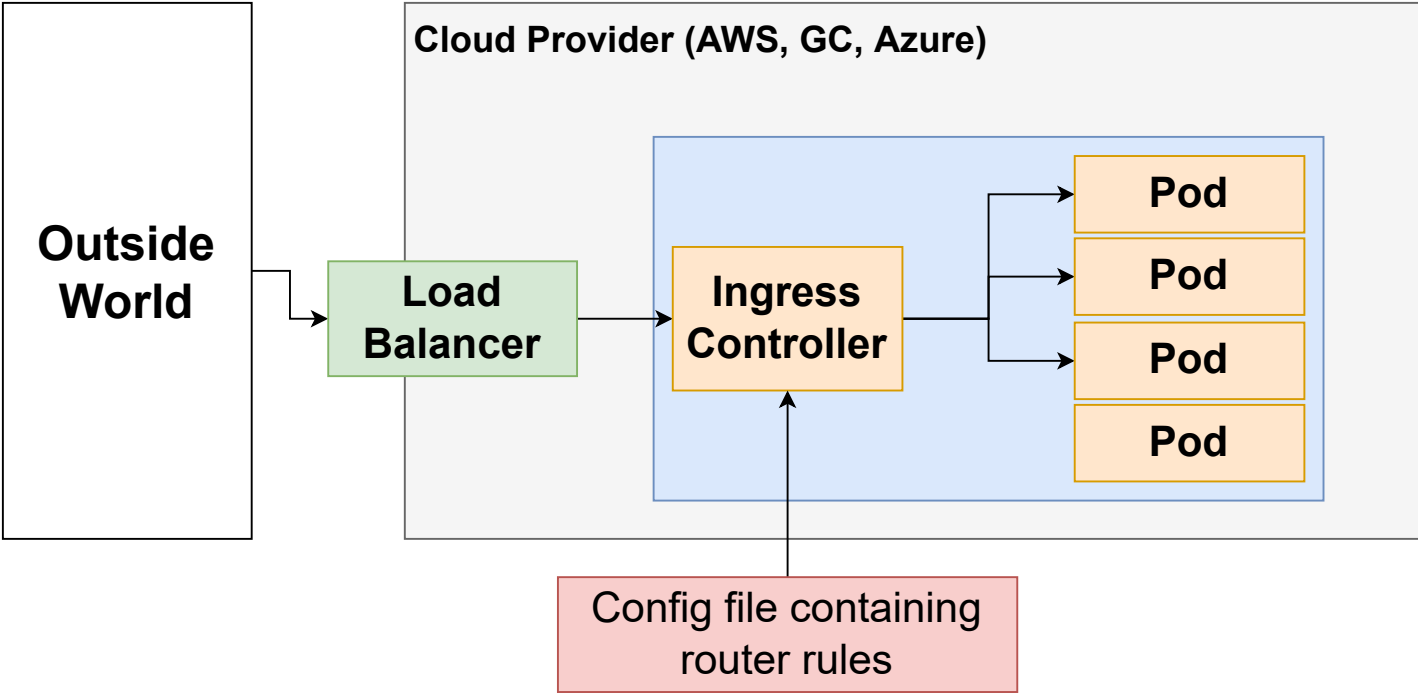 Cloud Provider (AWS, GC, Azure)
Outside
World
Load
Balancer
Ingress
Controller
Pod
Pod
Pod
Pod
Config file containing
router rules